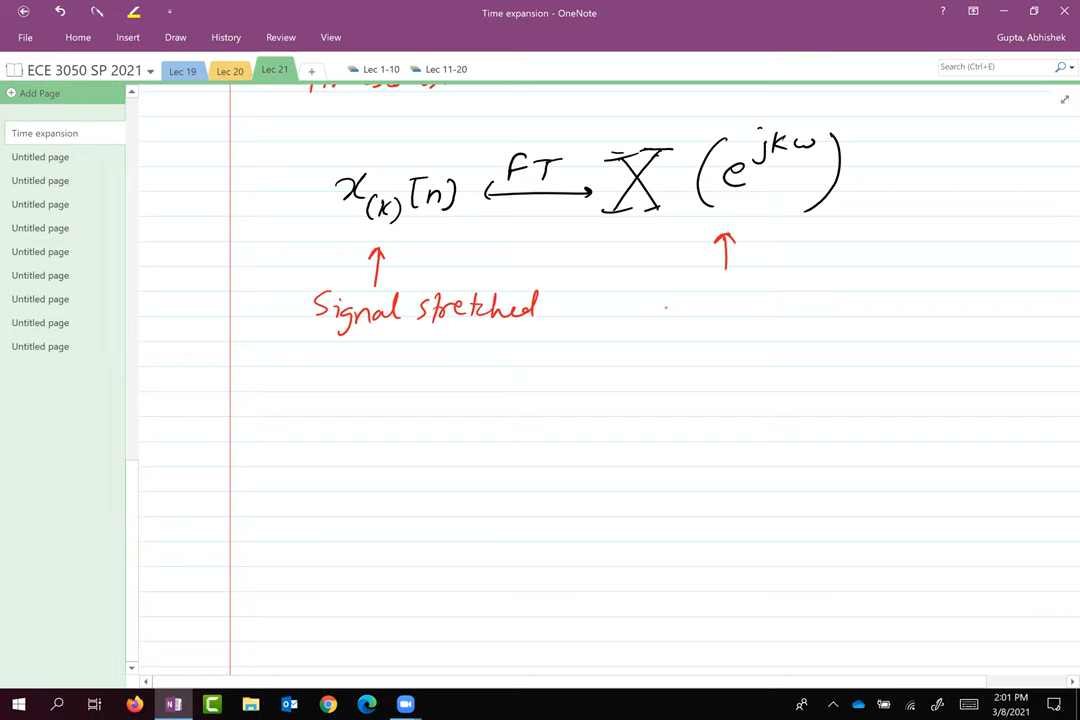 Time expansion - OneNote
?
File Home Insert Draw History Review View
Gupta, Abhishek
ECE 3050 SP 2021
Lec 19
Lec 20
Lec 21
Lec 1-10
Lec 11-20
Search (Ctrl+E)
Add Page
Time expansion
Untitled page
Untitled page
Untitled page
Untitled page
Untitled page
Untitled page
Untitled page
Untitled page
Untitled page
x_(k)[n] ⟷ FT X(e^{jkω})
Signal stretched
2:01 PM
3/8/2021